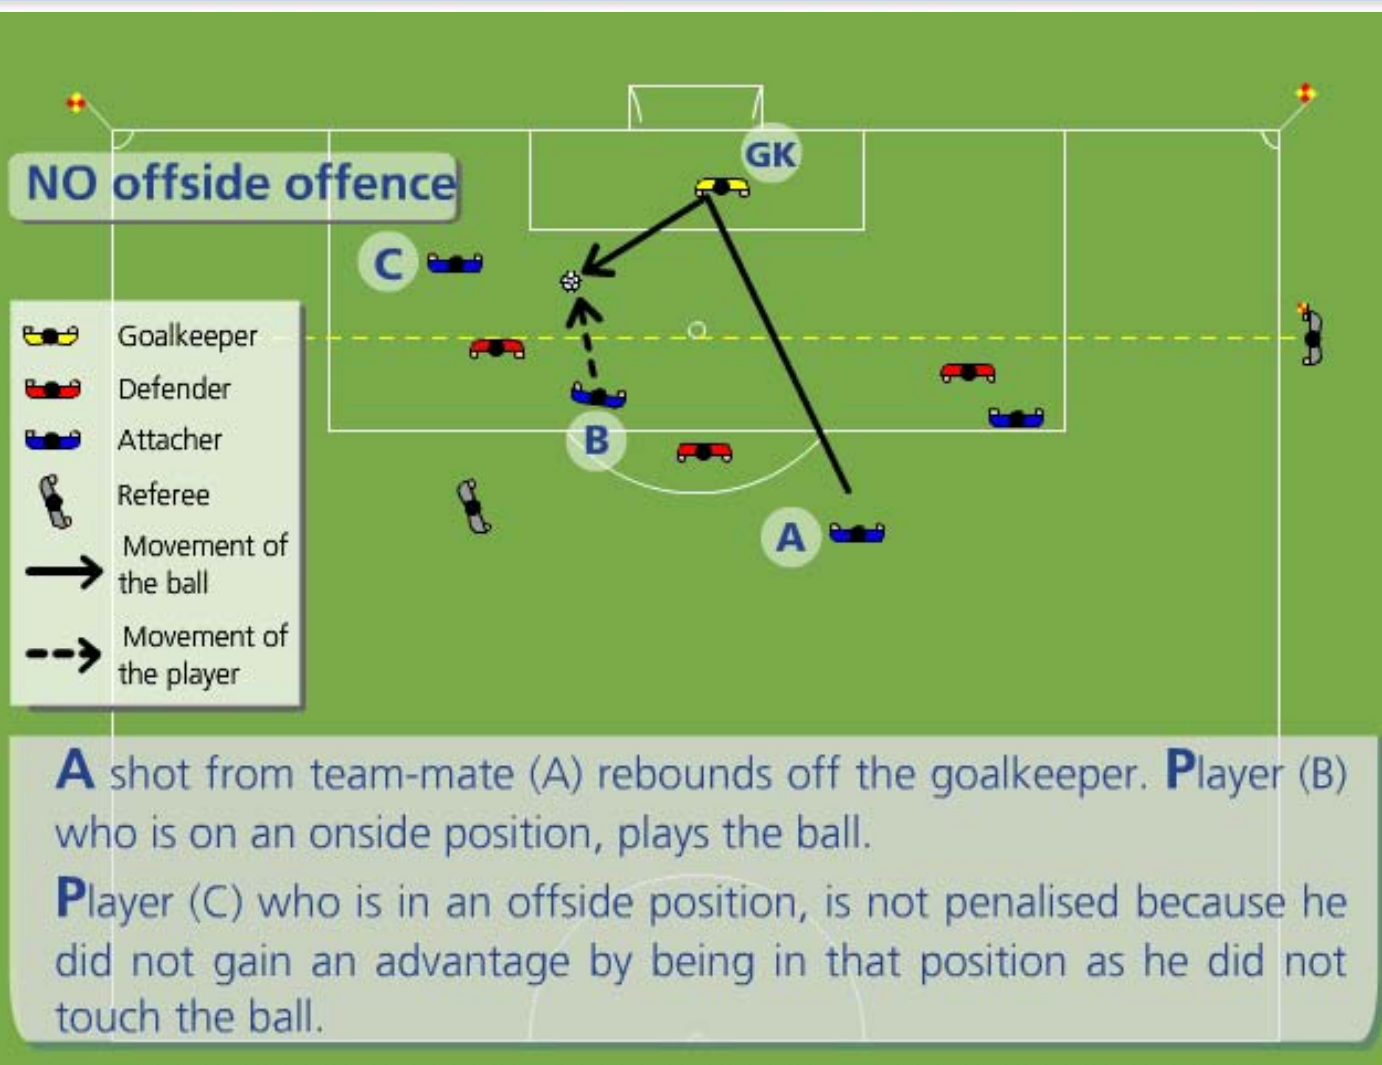 GK
NO offside offence
C
Goalkeeper
Defender
Attacher
B
Referee
A
Movement of
the ball
Movement of
the player
A shot from team-mate (A) rebounds off the goalkeeper. Player (B)
who is on an onside position, plays the ball.
Player (C) who is in an offside position, is not penalised because he
did not gain an advantage by being in that position as he did not
touch the ball.